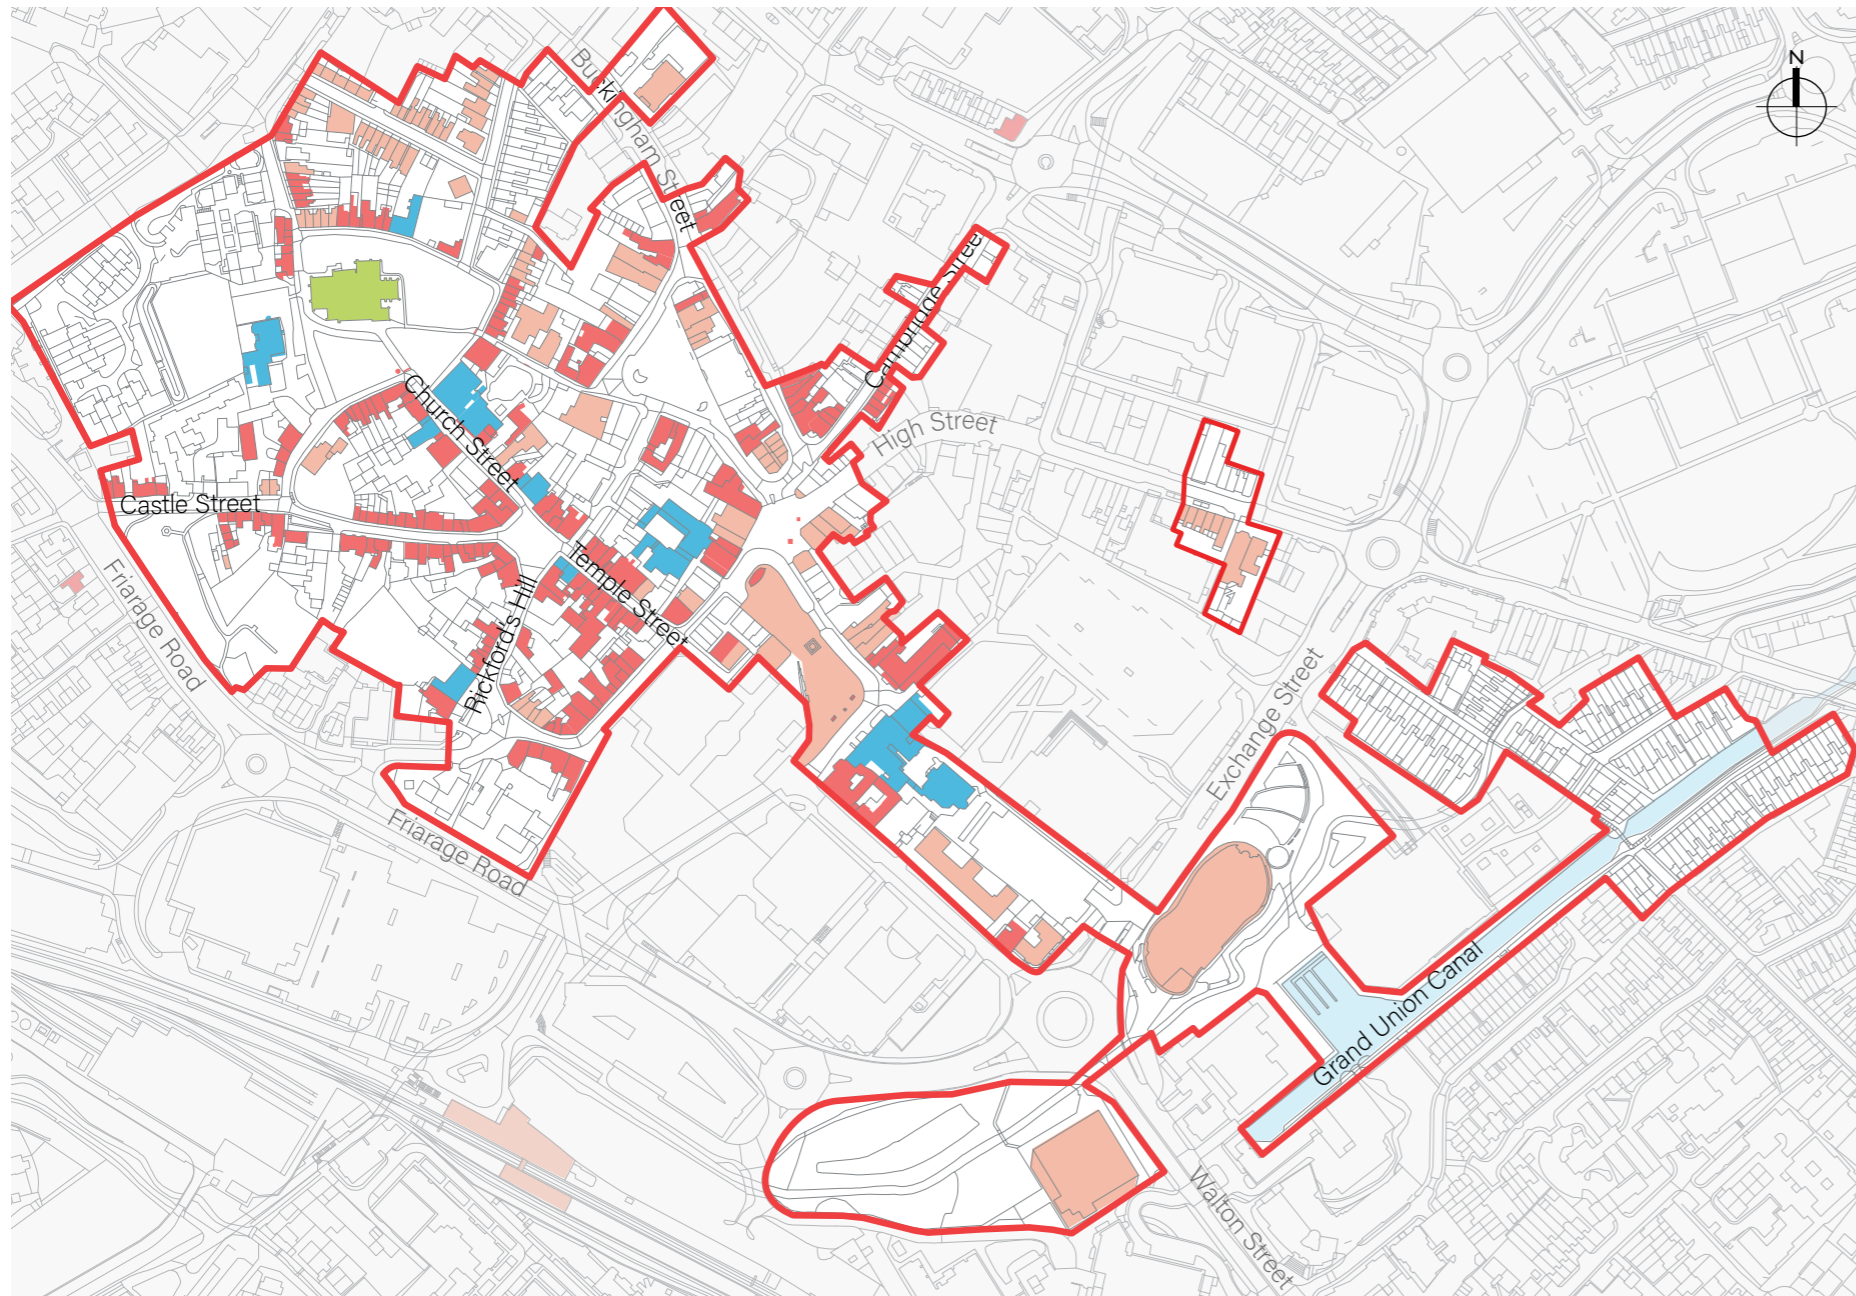 N
Buckingham Street
Cambridge Stree
High Street
Church Street
Castle Street
Temple Street
Rickford's Hill
Friarage Road
Exchange Street
Friarage Road
Grand Union Canal
Walton Street